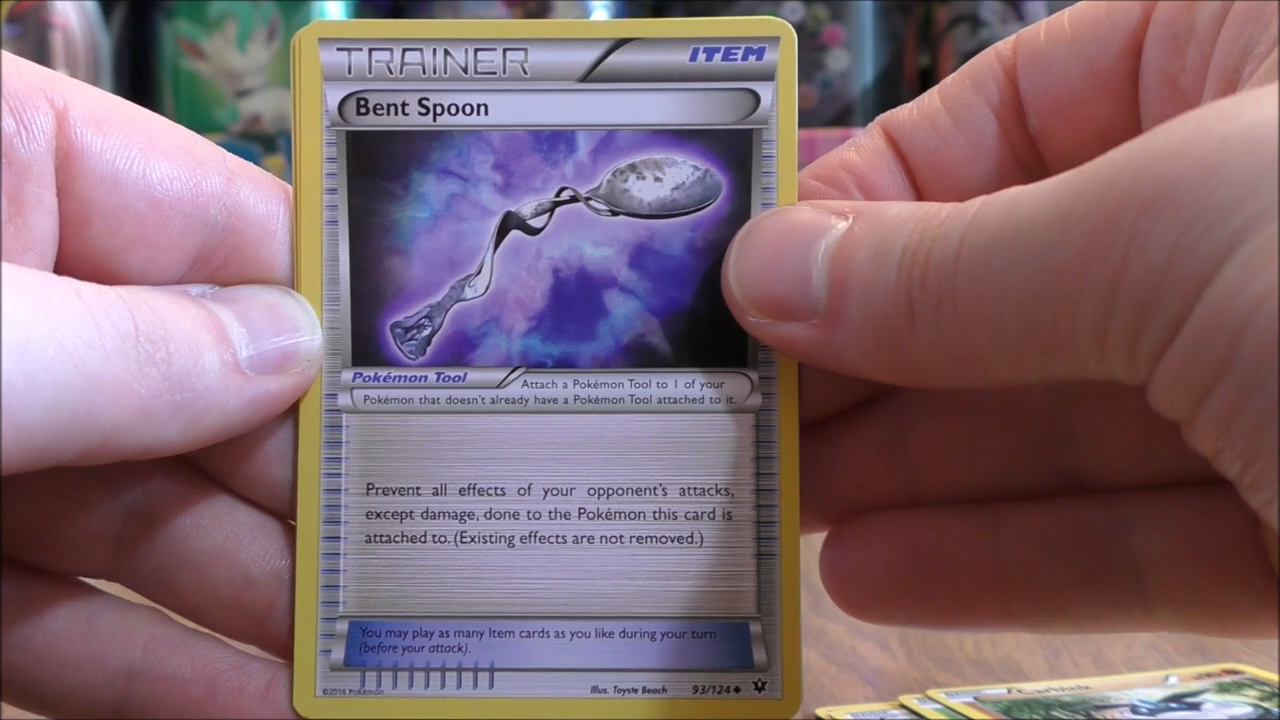 TRAINER
ITEM
Bent Spoon
Pokémon Tool
Attach a Pokémon Tool to 1 of your
Pokémon that doesn't already have a Pokémon Tool attached to it.
Prevent all effects of your opponent's attacks,
except damage, done to the Pokémon this card is
attached to. (Existing effects are not removed.)
You may play as many Item cards as you like during your turn
(before your attack).
©2016 Pokémon
Illus. Toyste Beach
93/124
Carbink